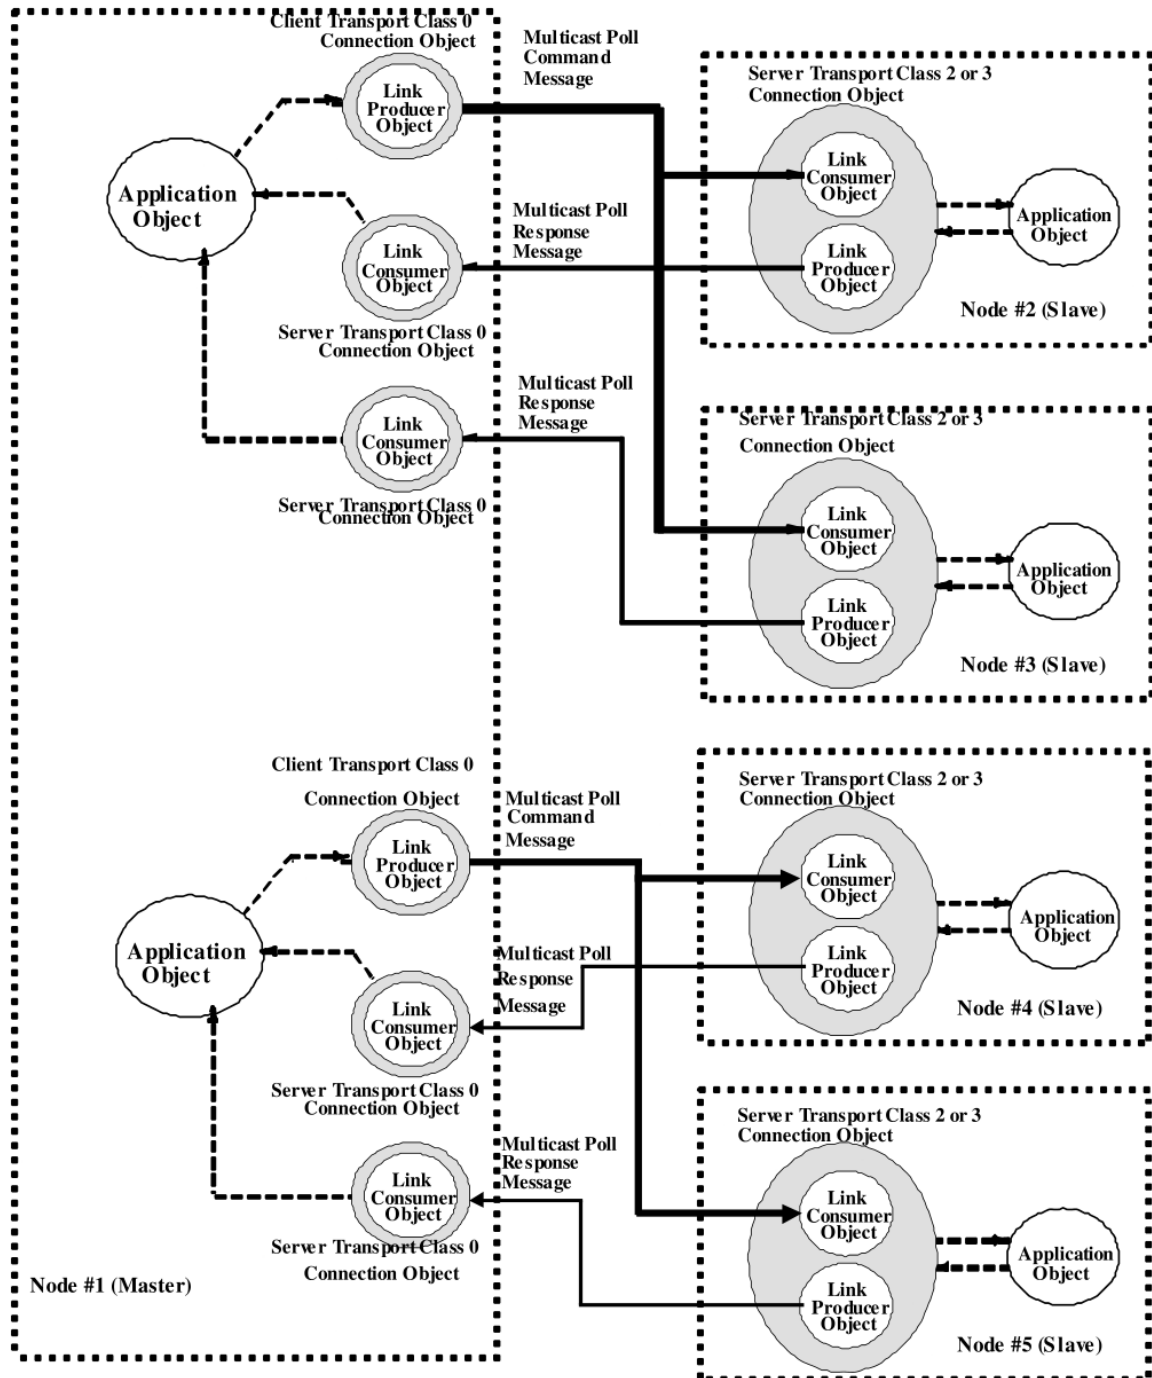 Client Transport Class 0
Connection Object
Link
Producer
Object
Multicast Poll
Command
Message
Application
Object
Multicast Poll
Response
Message
Link
Consumer
Object
Server Transport Class 0
Connection Object
Multicast Poll
Response
Message
Link
Consumer
Object
Server Transport Class 0
Connection Object
Server Transport Class 2 or 3
Connection Object
Link
Consumer
Object
Link
Producer
Object
Application
Object
Node #2 (Slave)
Server Transport Class 2 or 3
Connection Object
Link
Consumer
Object
Link
Producer
Object
Application
Object
Node #3 (Slave)
Client Transport Class 0
Connection Object
Link
Producer
Object
Multicast Poll
Command
Message
Application
Object
Multicast Poll
Response
Message
Link
Consumer
Object
Server Transport Class 0
Connection Object
Multicast Poll
Response
Message
Link
Consumer
Object
Server Transport Class 0
Connection Object
Node #1 (Master)
Server Transport Class 2 or 3
Connection Object
Link
Consumer
Object
Link
Producer
Object
Application
Object
Node #4 (Slave)
Server Transport Class 2 or 3
Connection Object
Link
Consumer
Object
Link
Producer
Object
Application
Object
Node #5 (Slave)